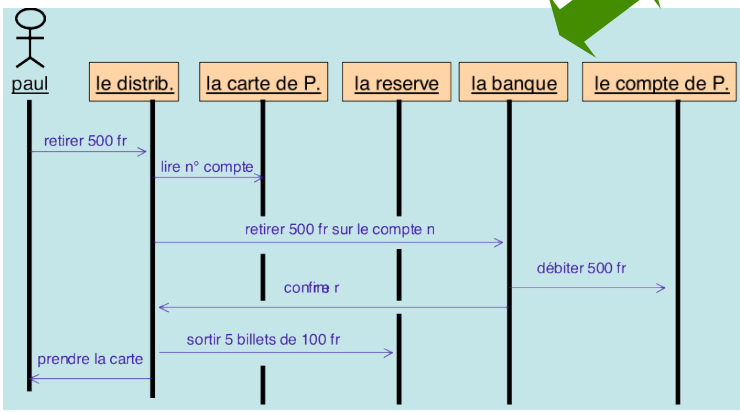 paul
le distrib.
la carte de P.
la reserve
la banque
le compte de P.
retirer 500 fr
lire n° compte
retirer 500 fr sur le compte n
débiter 500 fr
confirme r
sortir 5 billets de 100 fr
prendre la carte